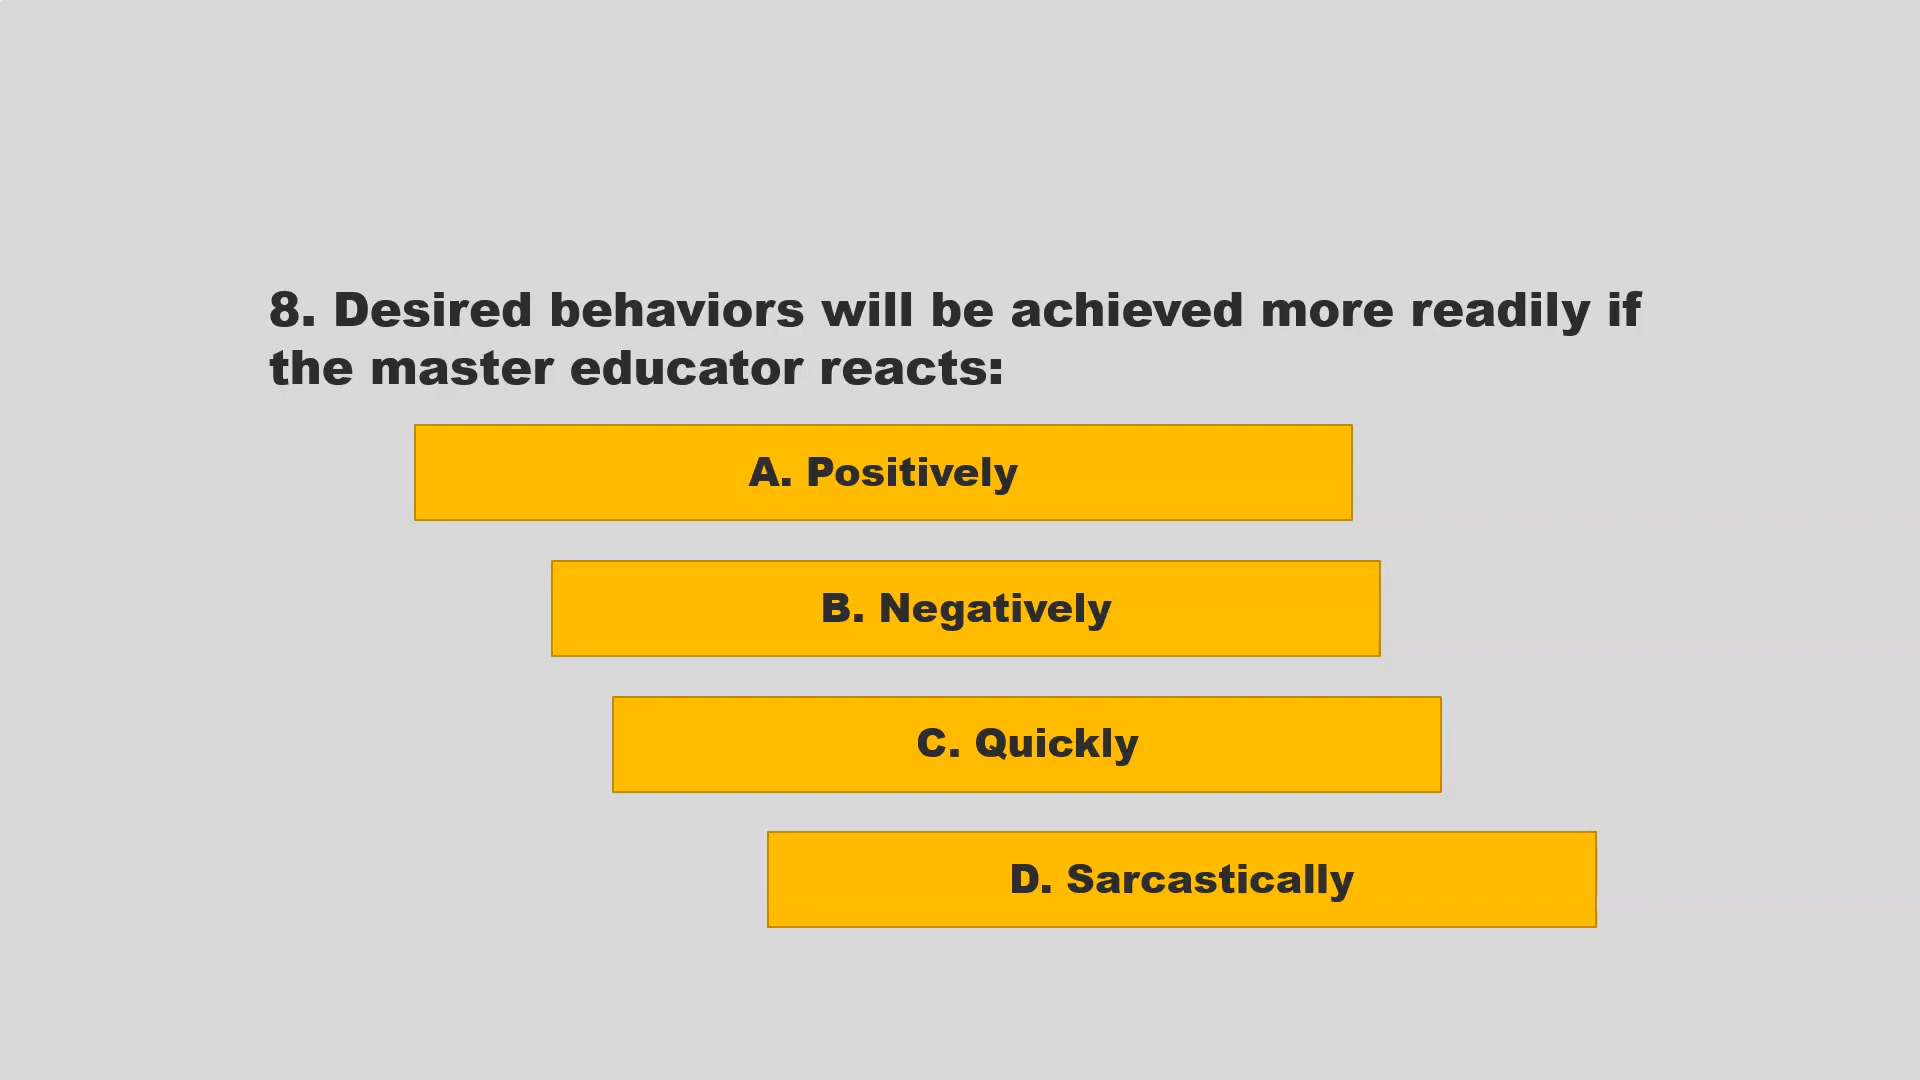 8. Desired behaviors will be achieved more readily if
the master educator reacts:
A. Positively
B. Negatively
C. Quickly
D. Sarcastically